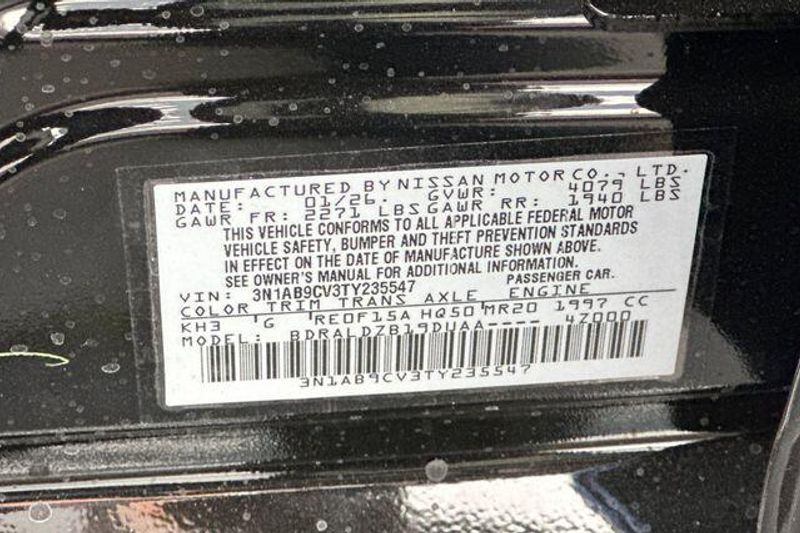 MANUFACTURED BY NISSAN MOTOR CO., LTD.
DATE: 01/26. GVWR: 4079 LBS
GAWR FR: 2271 LBS GAWR RR: 1940 LBS
THIS VEHICLE CONFORMS TO ALL APPLICABLE FEDERAL MOTOR
VEHICLE SAFETY, BUMPER AND THEFT PREVENTION STANDARDS
IN EFFECT ON THE DATE OF MANUFACTURE SHOWN ABOVE.
SEE OWNER'S MANUAL FOR ADDITIONAL INFORMATION.
VIN: 3N1AB9CV3TY235547 PASSENGER CAR.
COLOR TRIM TRANS AXLE ENGINE
KH3 G RE0F15A HQ50 MR20 1997 CC
MODEL: BDRALDZB19DUAA---- 4Z000
3N1AB9CV3TY235547